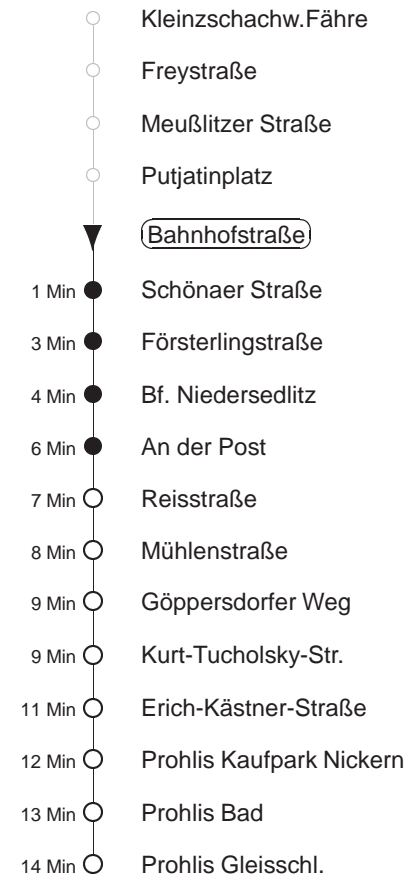 Kleinzschachw.Fähre
Freystraße
Meußlitzer Straße
Putjatinplatz
Bahnhofstraße
1 Min Schönaer Straße
3 Min Försterlingstraße
4 Min Bf. Niedersedlitz
6 Min An der Post
7 Min Reisstraße
8 Min Mühlenstraße
9 Min Göppersdorfer Weg
9 Min Kurt-Tucholsky-Str.
11 Min Erich-Kästner-Straße
12 Min Prohlis Kaufpark Nickern
13 Min Prohlis Bad
14 Min Prohlis Gleisschl.